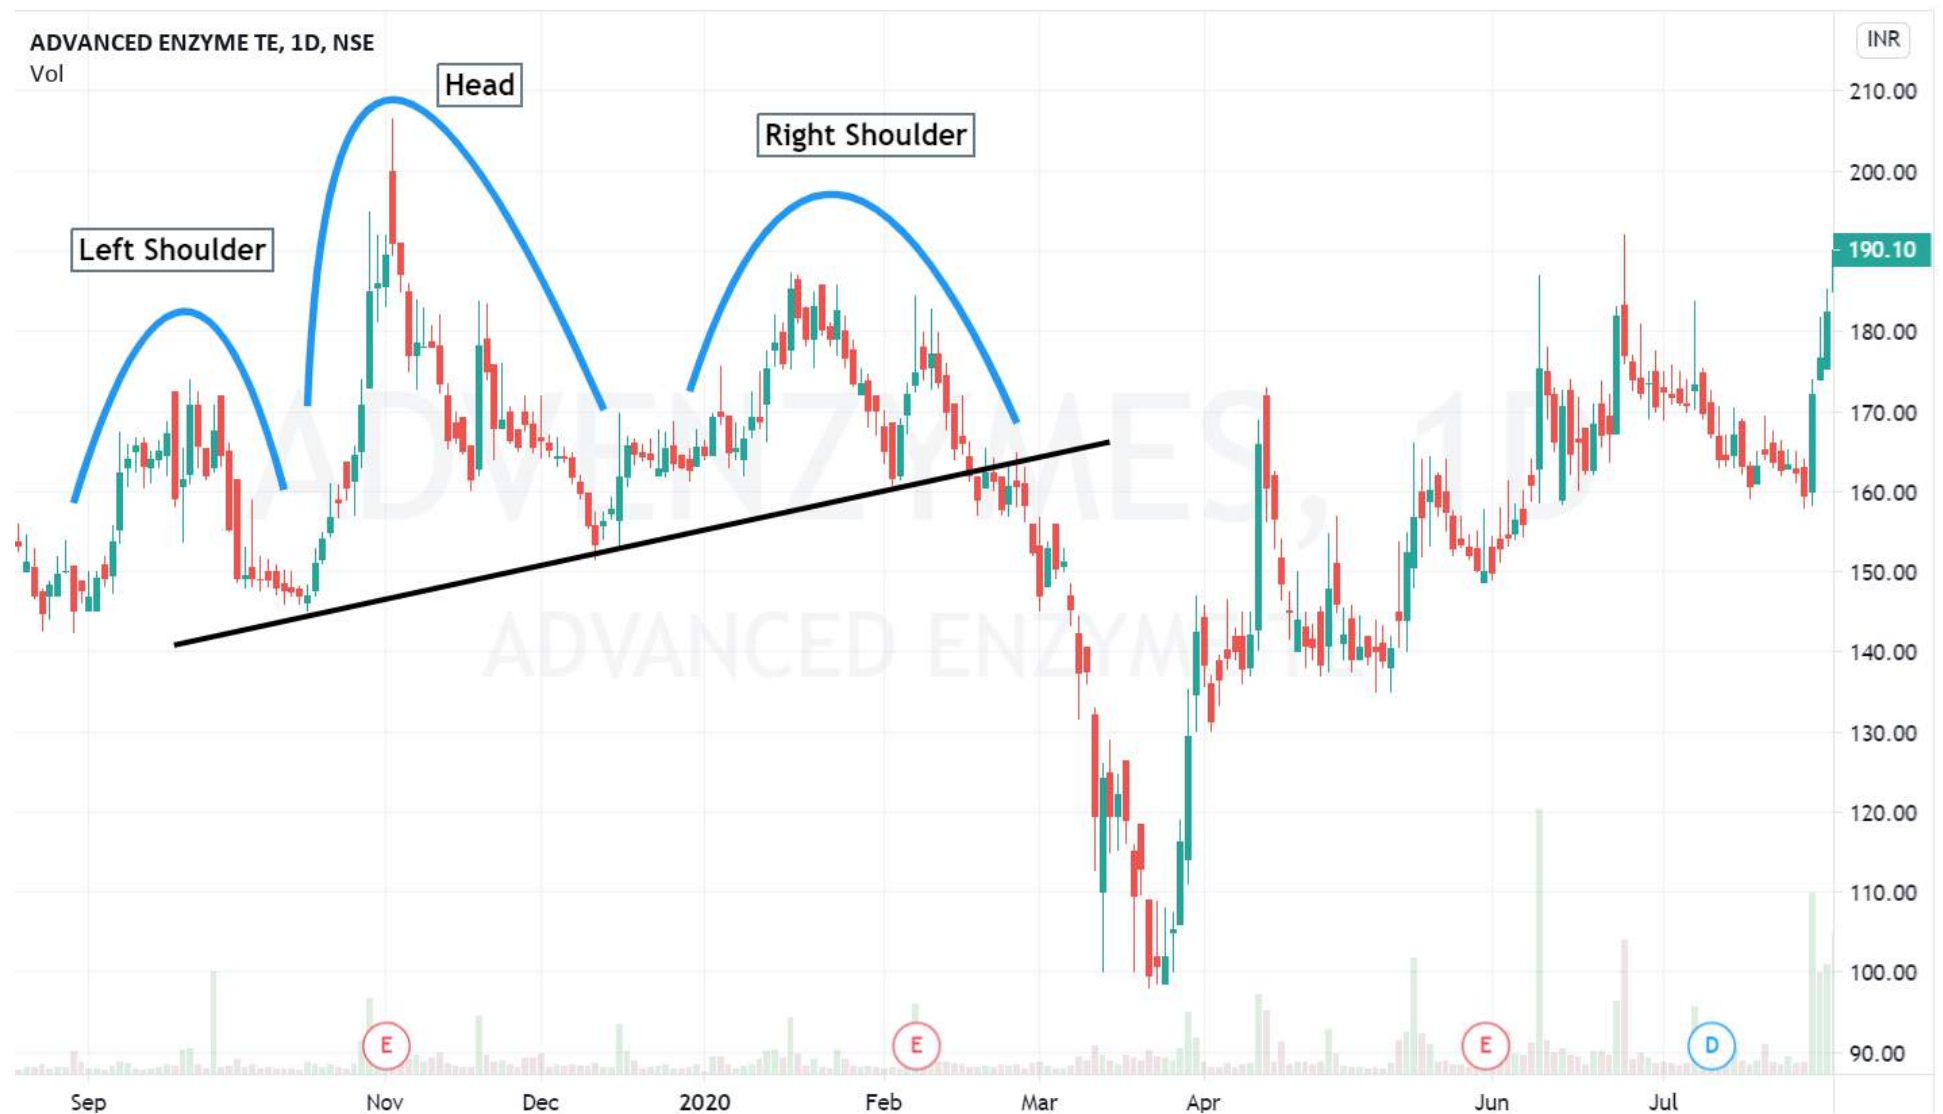 ADVANCED ENZYME TE, 1D, NSE
Vol
INR
Head
Right Shoulder
Left Shoulder
210.00
200.00
190.10
180.00
170.00
160.00
150.00
140.00
130.00
120.00
110.00
100.00
90.00
ADVENZYMES, 1D
ADVANCED ENZYME TE
E
E
E
D
Sep
Nov
Dec
2020
Feb
Mar
Apr
Jun
Jul